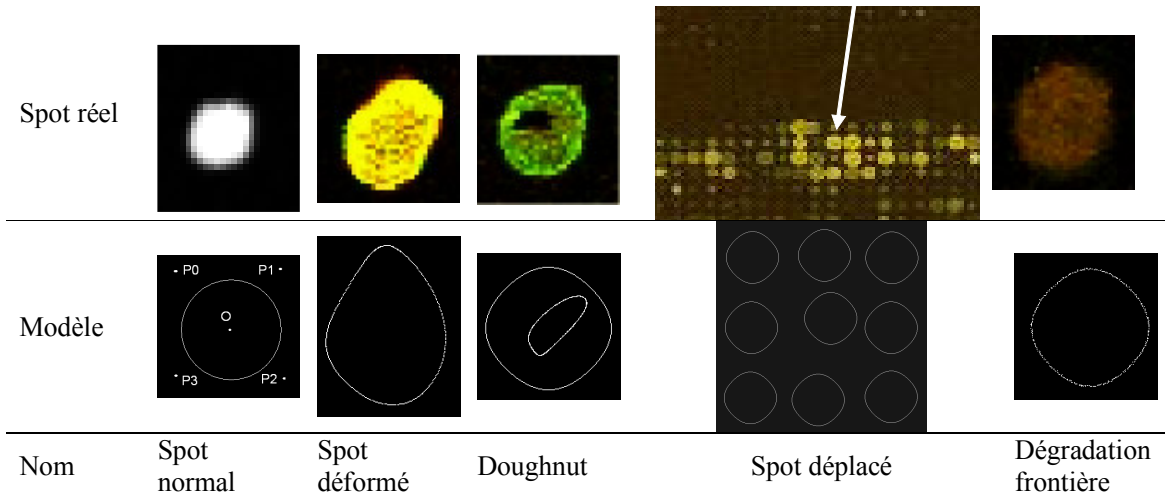 Spot réel
Modèle
P0 P1
O
P3 P2
Nom
Spot normal
Spot déformé
Doughnut
Spot déplacé
Dégradation frontière